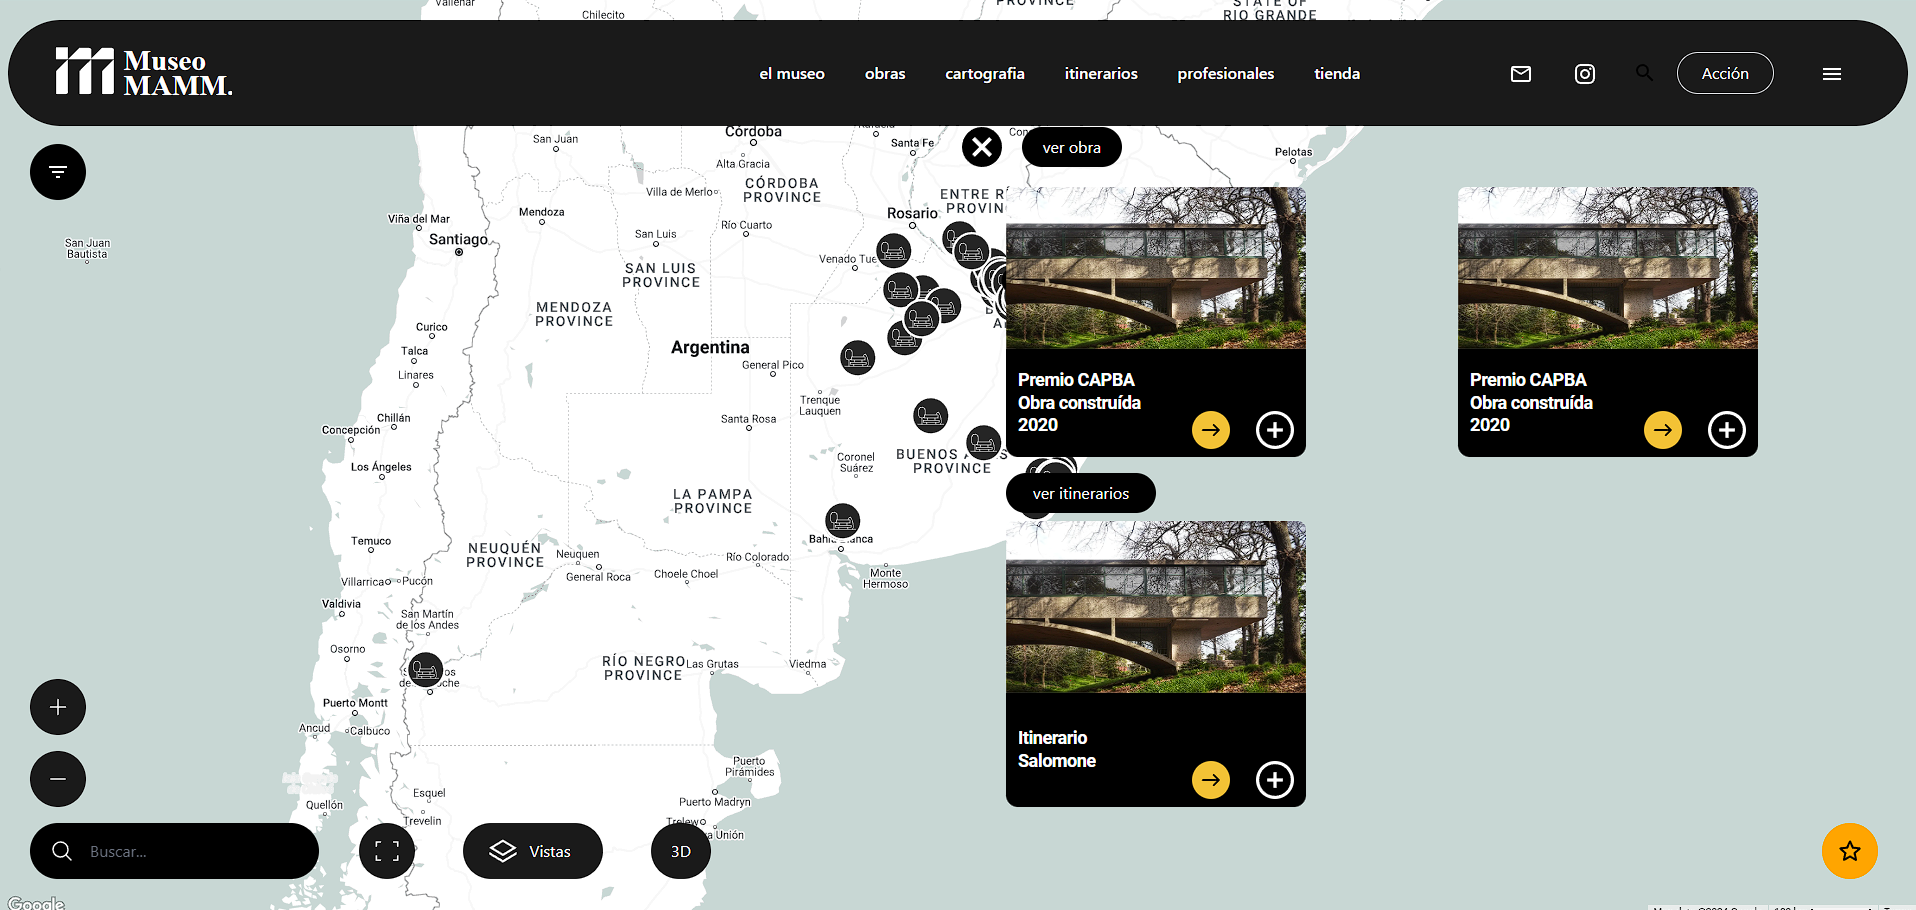 Vallenar
Chilecito
PROVINCE
STATE OF
RIO GRANDE
Museo
MAMM.
el museo
obras
cartografia
itinerarios
profesionales
tienda
Acción
San Juan
Córdoba
Santa Fe
Alta Gracia
ver obra
Pelotas
Villa de Merlo
CÓRDOBA
PROVINCE
ENTRE R
PROVIN
Viña del Mar
Mendoza
Rosario
Río Cuarto
Santiago
San Luis
San Juan
Bautista
Venado Tue
SAN LUIS
PROVINCE
MENDOZA
PROVINCE
Curico
Talca
Argentina
General Pico
Linares
Premio CAPBA
Obra construída
2020
Premio CAPBA
Obra construída
2020
Trenque
Lauquen
Chillán
Santa Rosa
Concepción
Los Ángeles
Coronel
Suárez
BUENOS A
PROVINCE
LA PAMPA
PROVINCE
ver itinerarios
Temuco
Bahía Blanca
NEUQUÉN
PROVINCE
Neuquen
General Roca
Río Colorado
Choele Choel
Monte
Hermoso
Villarrica
Pucón
Valdivia
San Martín
de los Andes
Osorno
RÍO NEGRO
PROVINCE
Las Grutas
Viedma
Puerto Montt
Ancud
Calbuco
Itinerario
Salomone
Puerto
Pirámides
Esquel
Quellón
Puerto Madryn
Trevelin
Trelew
a Unión
Buscar...
Vistas
3D
Google